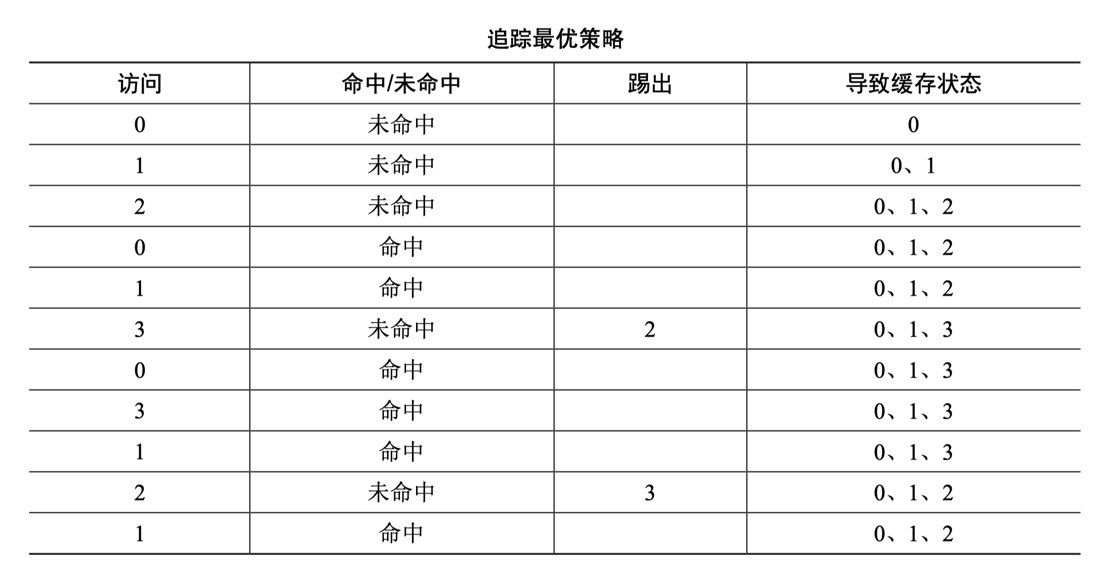 追踪最优策略
访问 命中/未命中 踢出 导致缓存状态
0 未命中 0
1 未命中 0、1
2 未命中 0、1、2
0 命中 0、1、2
1 命中 0、1、2
3 未命中 2 0、1、3
0 命中 0、1、3
3 命中 0、1、3
1 命中 0、1、3
2 未命中 3 0、1、2
1 命中 0、1、2